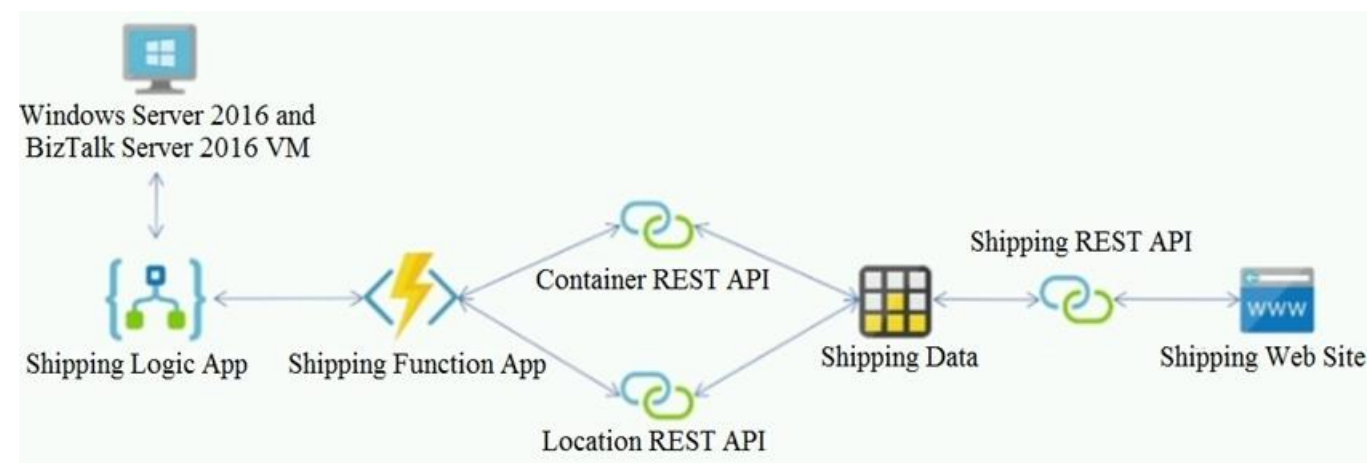 Windows Server 2016 and
BizTalk Server 2016 VM
Shipping REST API
Container REST API
www
Shipping Logic App
Shipping Function App
Shipping Data
Shipping Web Site
Location REST API